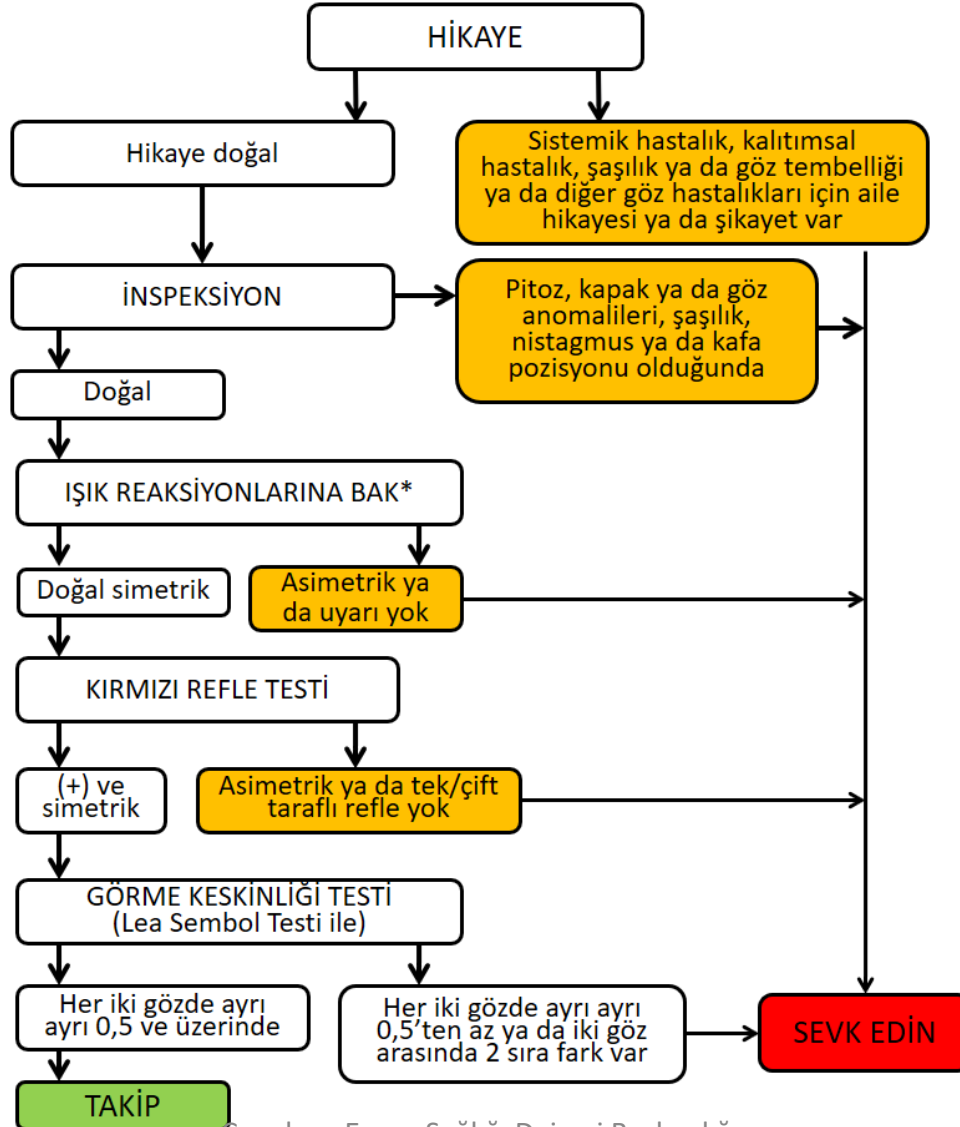 HİKAYE
Hikaye doğal
Sistemik hastalık, kalıtımsal
hastalık, şaşılık ya da göz tembelliği
ya da diğer göz hastalıkları için aile
hikayesi ya da şikayet var
İNSPEKSİYON
Pitoz, kapak ya da göz
anomalileri, şaşılık,
nistagmus ya da kafa
pozisyonu olduğunda
Doğal
IŞIK REAKSİYONLARINA BAK*
Doğal simetrik
Asimetrik ya
da uyarı yok
KIRMIZI REFLE TESTİ
(+) ve
simetrik
Asimetrik ya da tek/çift
taraflı refle yok
GÖRME KESKİNLİĞİ TESTİ
(Lea Sembol Testi ile)
Her iki gözde ayrı
ayrı 0,5 ve üzerinde
Her iki gözde ayrı ayrı
0,5’ten az ya da iki göz
arasında 2 sıra fark var
SEVK EDİN
TAKİP